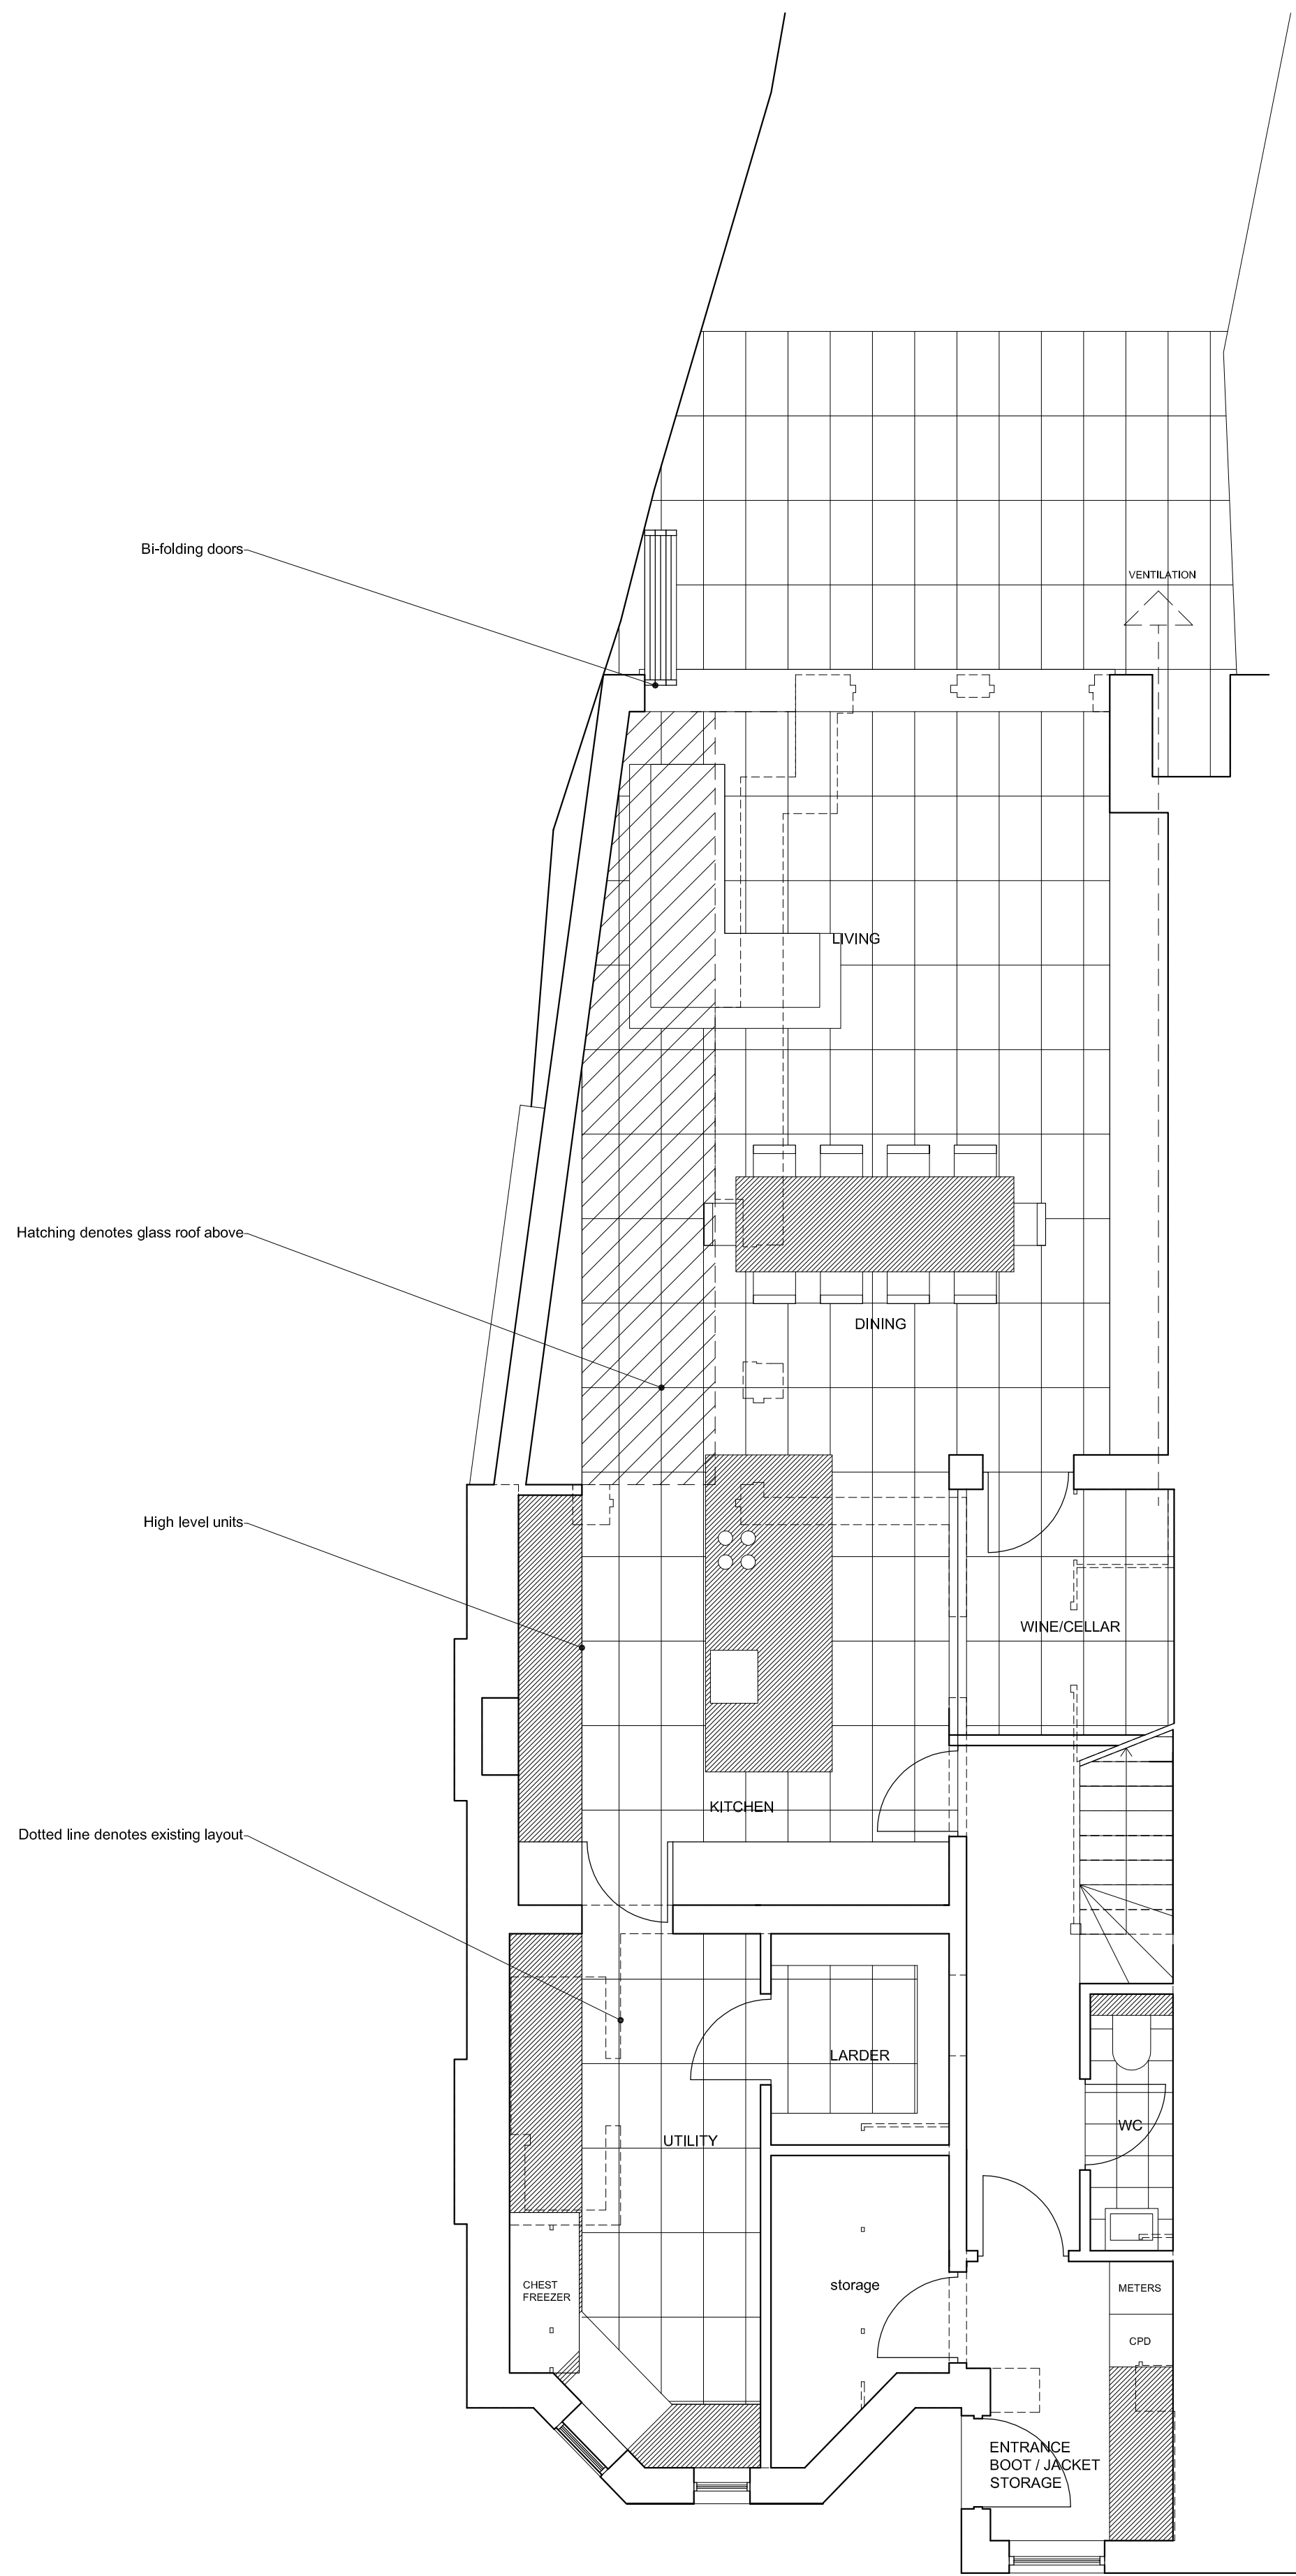 Bi-folding doors
VENTILATION
LIVING
Hatching denotes glass roof above
DINING
High level units
WINE/CELLAR
KITCHEN
Dotted line denotes existing layout
LARDER
WC
UTILITY
CHEST
FREEZER
storage
METERS
CPD
ENTRANCE
BOOT / JACKET
STORAGE